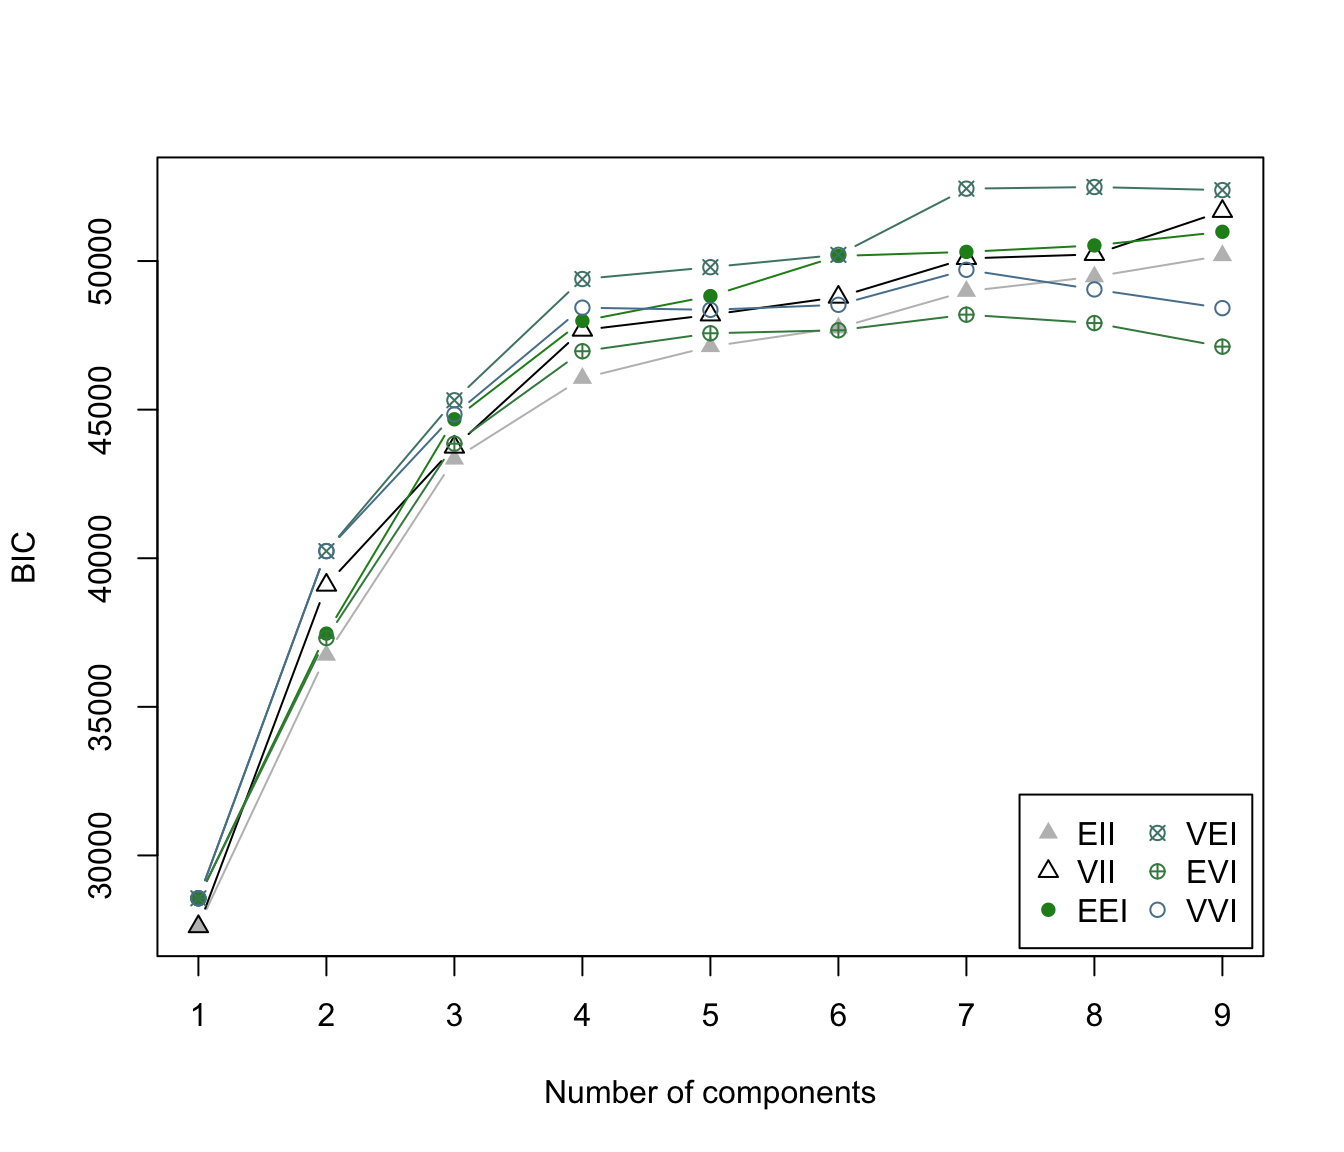 50000
45000
40000
35000
30000
BIC
EII VEI
VII EVI
EEI VVI
1 2 3 4 5 6 7 8 9
Number of components